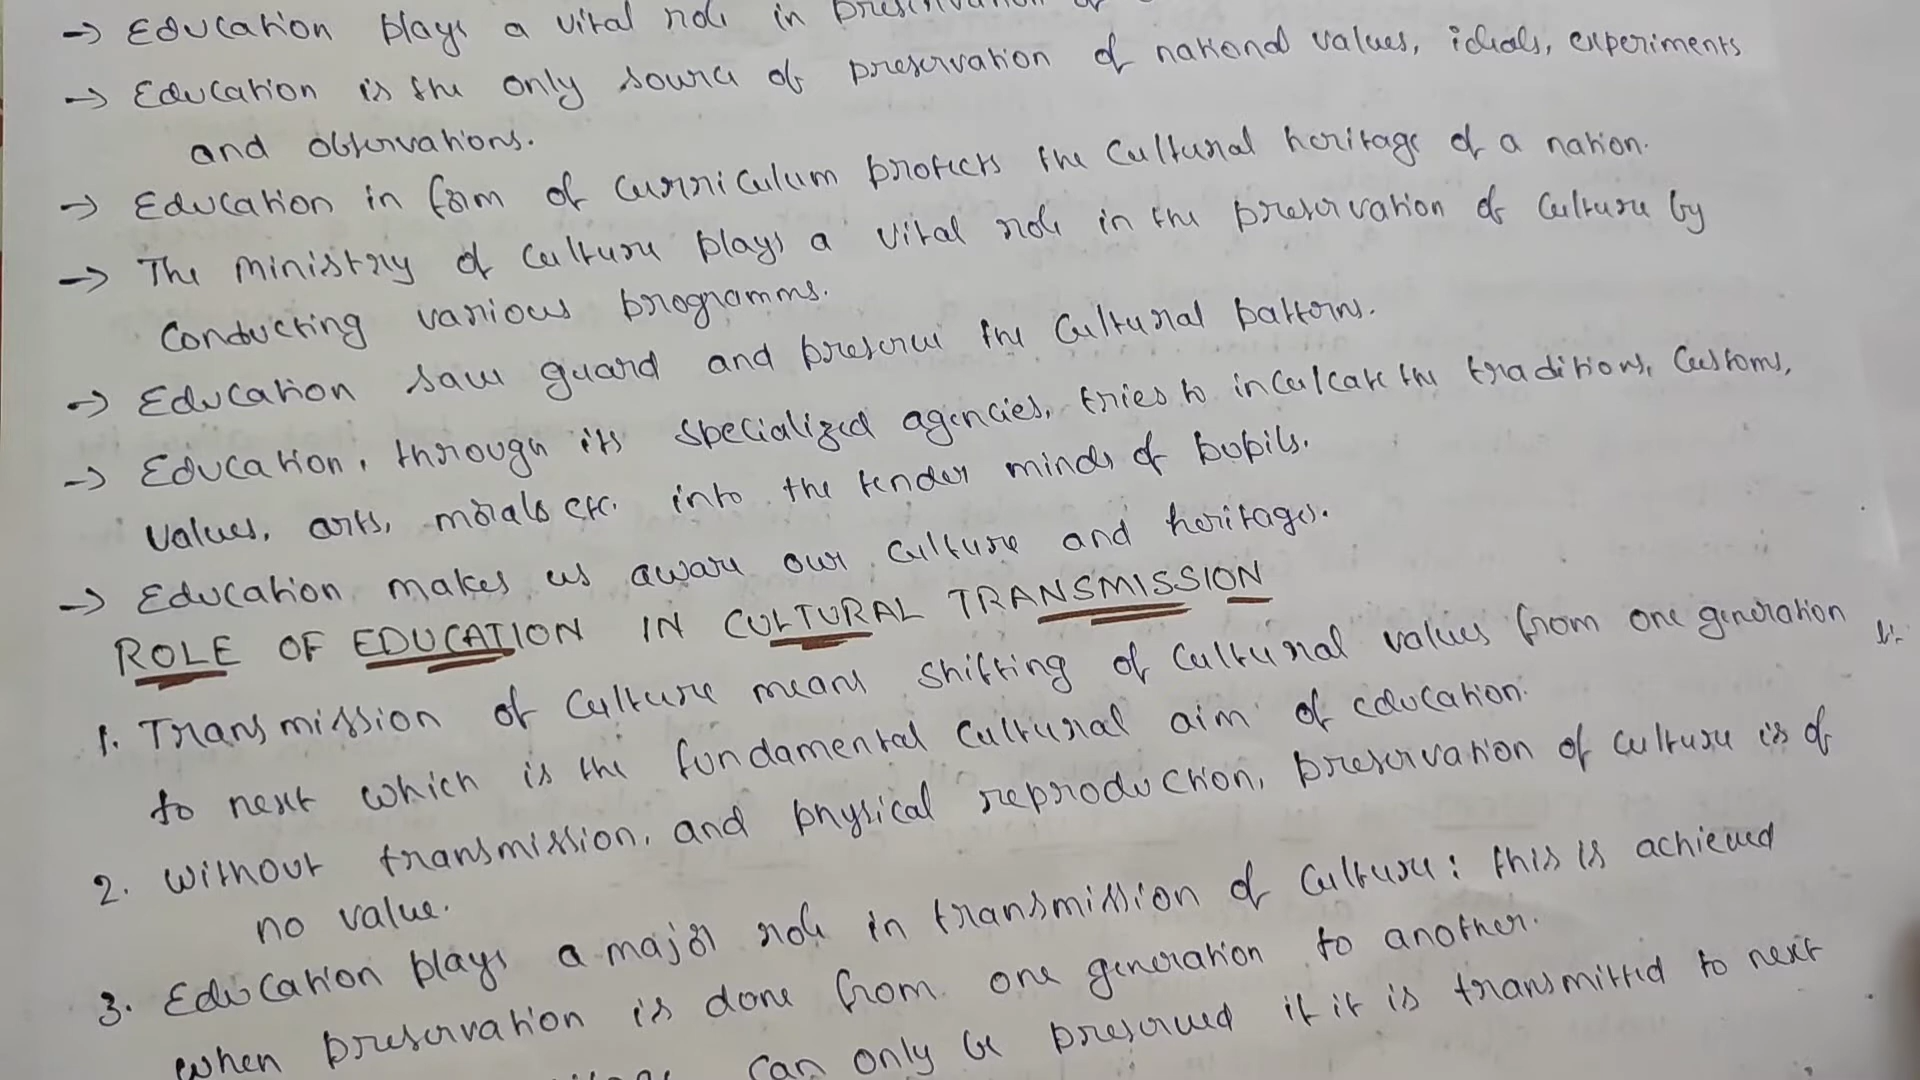 → Education plays a vital role in preservation of
→ Education is the only source of preservation of national values, ideals, experiments
and observations.
→ Education in form of curriculum protects the cultural heritage of a nation.
→ The ministry of culture plays a vital role in the preservation of culture by
conducting various programms.
→ Education save guard and preserve the cultural patterns.
→ Education, through its specialized agencies, tries to inculcate the traditions, customs,
values, arts, morals etc. into the tender minds of pupils.
→ Education makes us aware our culture and heritages.
ROLE OF EDUCATION IN CULTURAL TRANSMISSION
1. Transmission of culture means shifting of cultural values from one generation
to next which is the fundamental cultural aim of education.
2. Without transmission, and physical reproduction, preservation of culture is of
no value.
3. Education plays a major role in transmission of culture : this is achieved
when preservation is done from one generation to another.
can only be preserved if it is transmitted to next